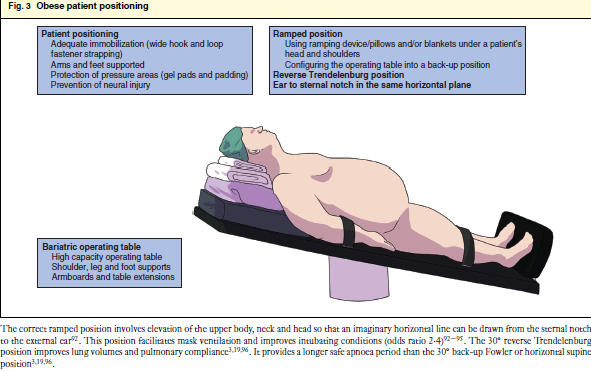 Fig. 3 Obese patient positioning
Patient positioning
Adequate immobilization (wide hook and loop
fastener strapping)
Arms and feet supported
Protection of pressure areas (gel pads and padding)
Prevention of neural injury
Ramped position
Using ramping device/pillows and/or blankets under a patient's
head and shoulders
Configuring the operating table into a back-up position
Reverse Trendelenburg position
Ear to sternal notch in the same horizontal plane
Bariatric operating table
High capacity operating table
Shoulder, leg and foot supports
Armboards and table extensions
The correct ramped position involves elevation of the upper body, neck and head so that an imaginary horizontal line can be drawn from the sternal notch
to the external ear⁹². This position facilitates mask ventilation and improves intubating conditions (odds ratio 2·4)⁹²⁻⁹⁵. The 30° reverse Trendelenburg
position improves lung volumes and pulmonary compliance³,¹⁹,⁹⁶. It provides a longer safe apnoea period than the 30° back-up Fowler or horizontal supine
position³,¹⁹,⁹⁶.